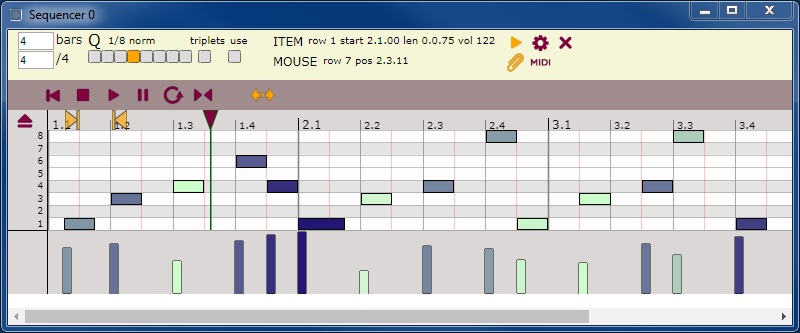 Sequencer 0
4 bars Q 1/8 norm triplets use ITEM row 1 start 2.1.00 len 0.0.75 vol 122
4 /4 MOUSE row 7 pos 2.3.11 MIDI
1.1 1.2 1.3 1.4 2.1 2.2 2.3 2.4 3.1 3.2 3.3 3.4
8
7
6
5
4
3
2
1